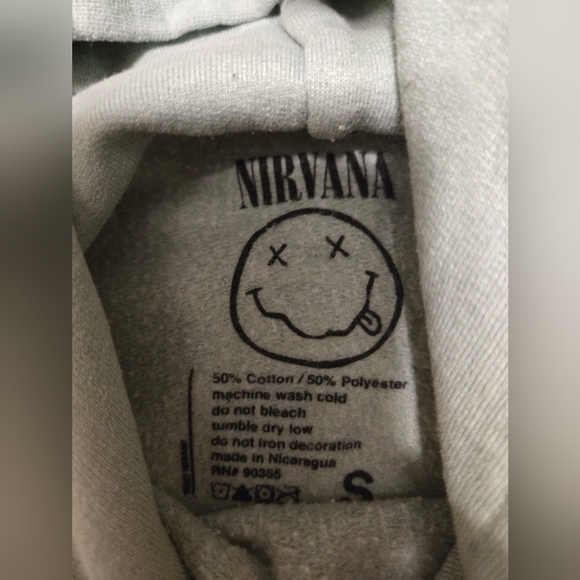 NIRVANA
50% Cotton / 50% Polyester
machine wash cold
do not bleach
tumble dry low
do not iron decoration
made in Nicaragua
RN# 90355
S